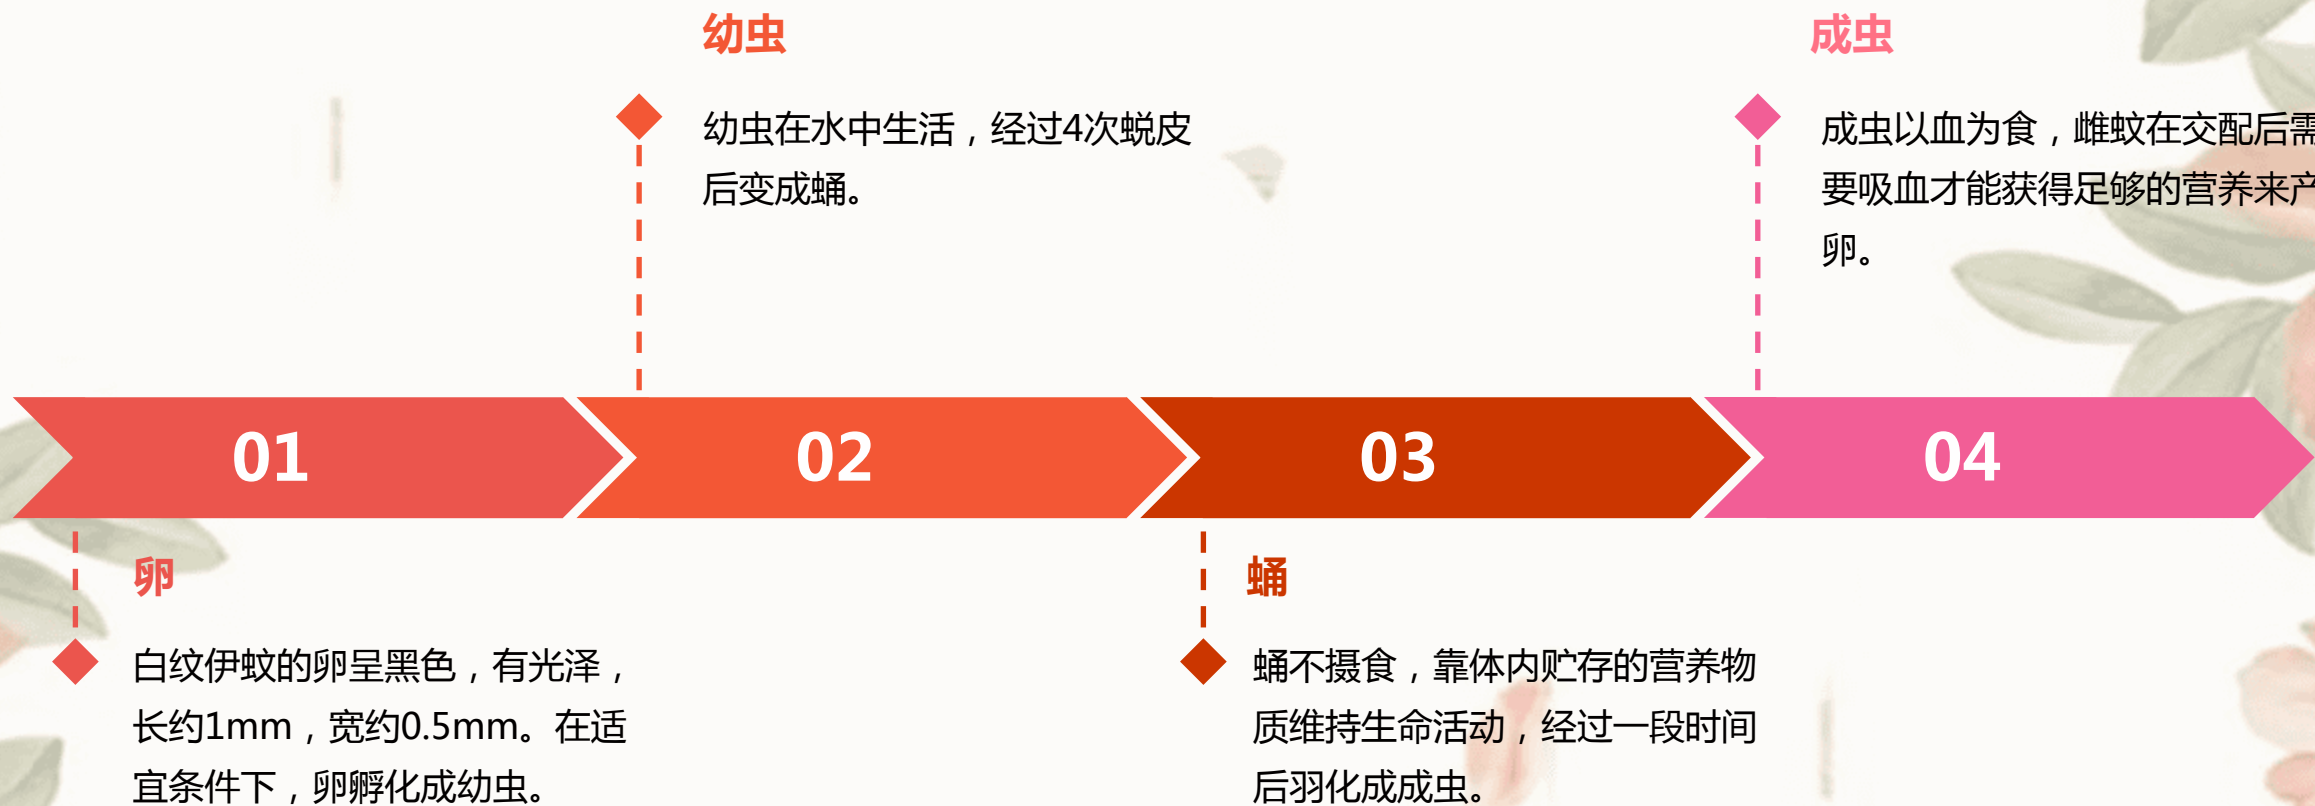 幼虫
幼虫在水中生活，经过4次蜕皮
后变成蛹。
成虫
成虫以血为食，雌蚊在交配后需
要吸血才能获得足够的营养来产
卵。
01
02
03
04
卵
白纹伊蚊的卵呈黑色，有光泽，
长约1mm，宽约0.5mm。在适
宜条件下，卵孵化成幼虫。
蛹
蛹不摄食，靠体内贮存的营养物
质维持生命活动，经过一段时间
后羽化成成虫。